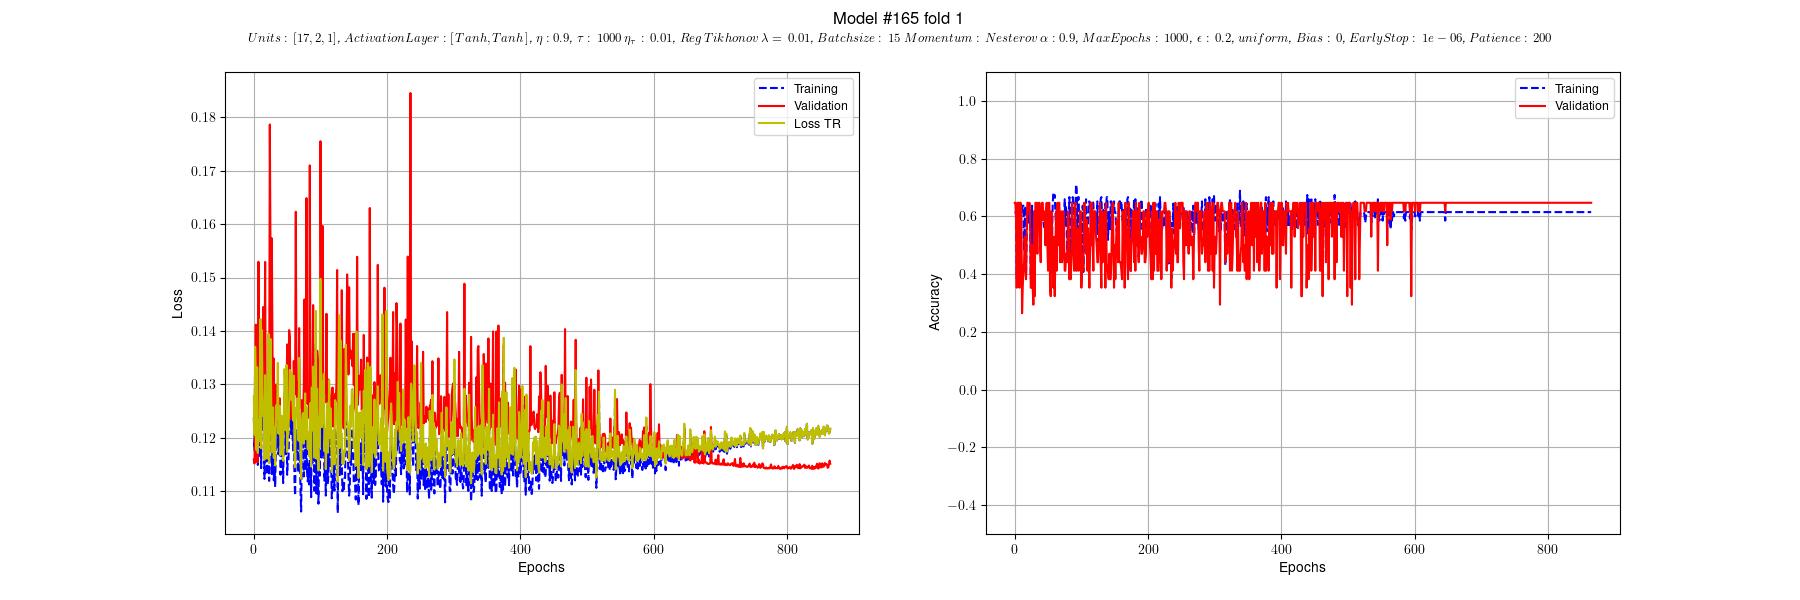 Model #165 fold 1
Units : [17, 2, 1], ActivationLayer : [Tanh, Tanh], η : 0.9, τ : 1000 η_τ : 0.01, Reg Tikhonov λ = 0.01, Batchsize : 15 Momentum : Nesterov α : 0.9, MaxEpochs : 1000, ϵ : 0.2, uniform, Bias : 0, EarlyStop : 1e − 06, Patience : 200
Training
Validation
Loss TR
0.18
0.17
0.16
0.15
0.14
0.13
0.12
0.11
Loss
0 200 400 600 800
Epochs
Training
Validation
1.0
0.8
0.6
0.4
0.2
0.0
−0.2
−0.4
Accuracy
0 200 400 600 800
Epochs